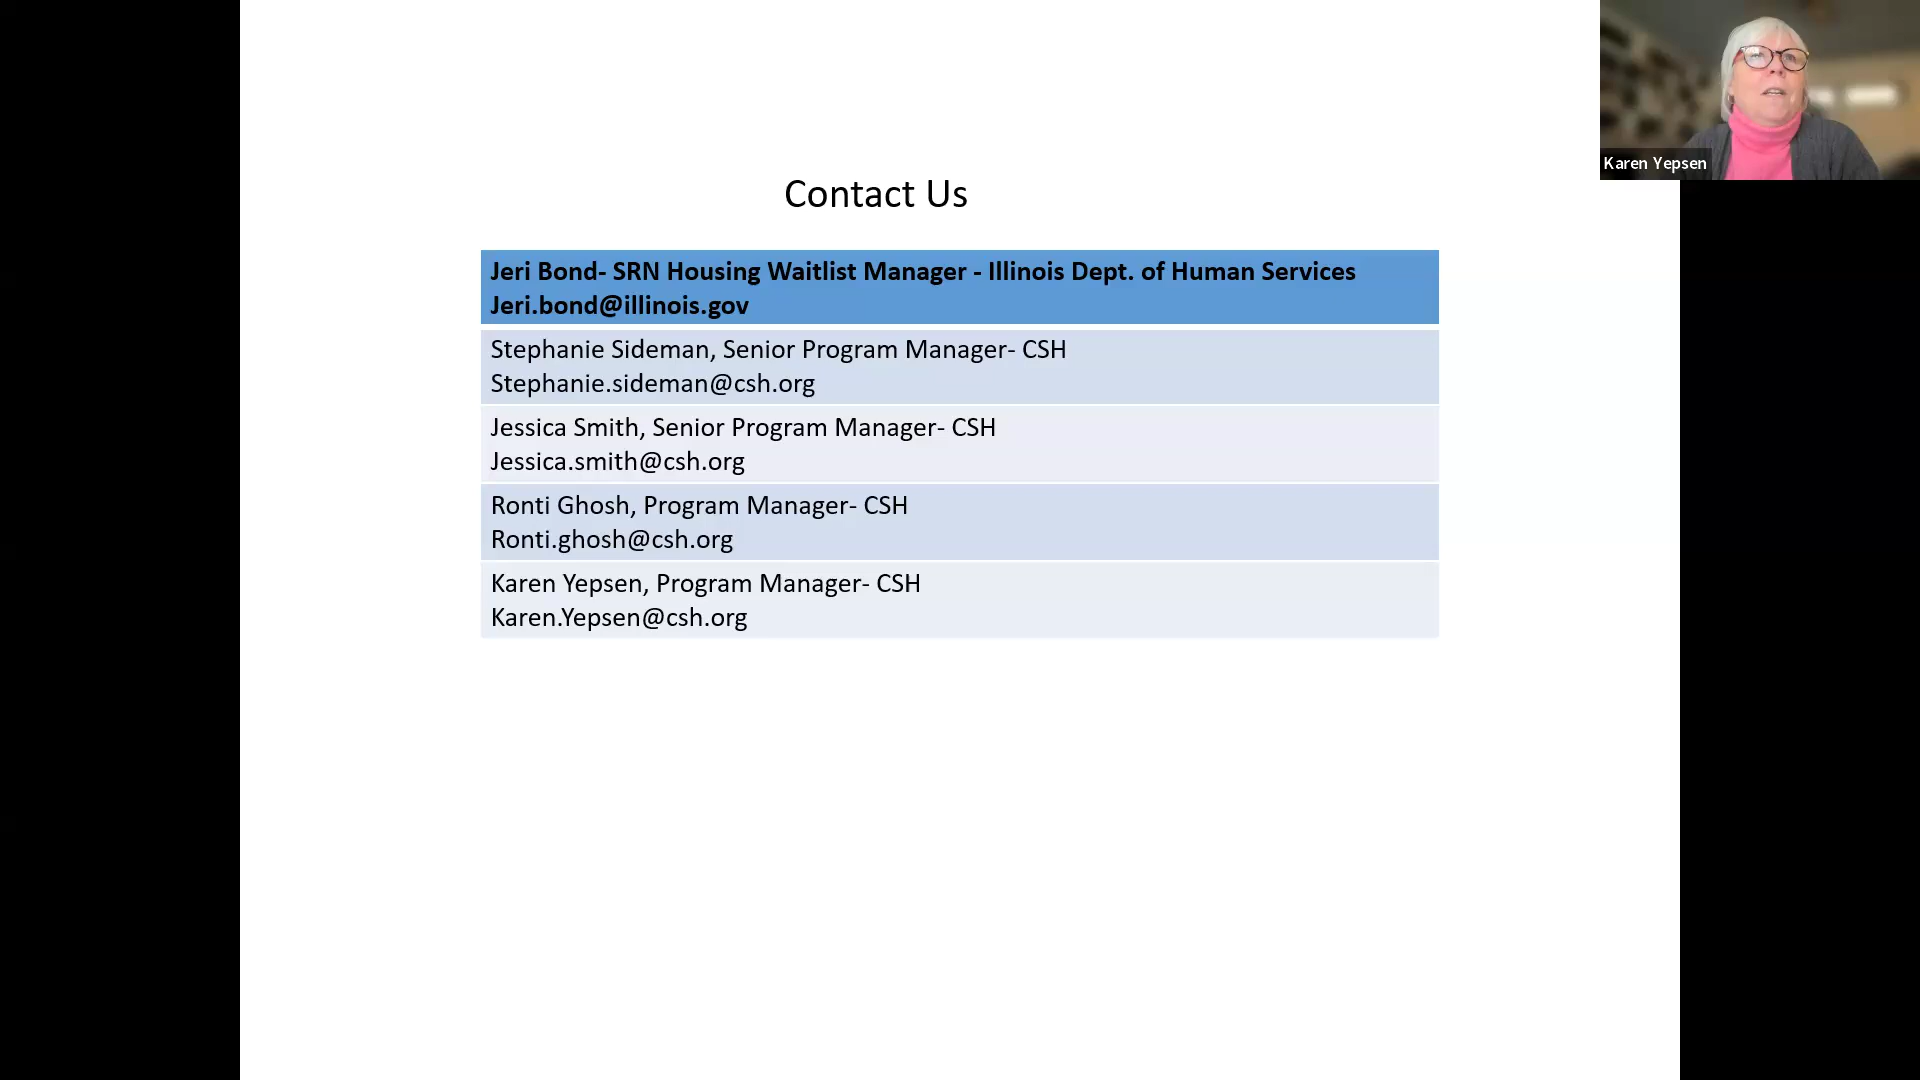 Karen Yepsen
Contact Us
Jeri Bond- SRN Housing Waitlist Manager - Illinois Dept. of Human Services
Jeri.bond@illinois.gov
Stephanie Sideman, Senior Program Manager- CSH
Stephanie.sideman@csh.org
Jessica Smith, Senior Program Manager- CSH
Jessica.smith@csh.org
Ronti Ghosh, Program Manager- CSH
Ronti.ghosh@csh.org
Karen Yepsen, Program Manager- CSH
Karen.Yepsen@csh.org